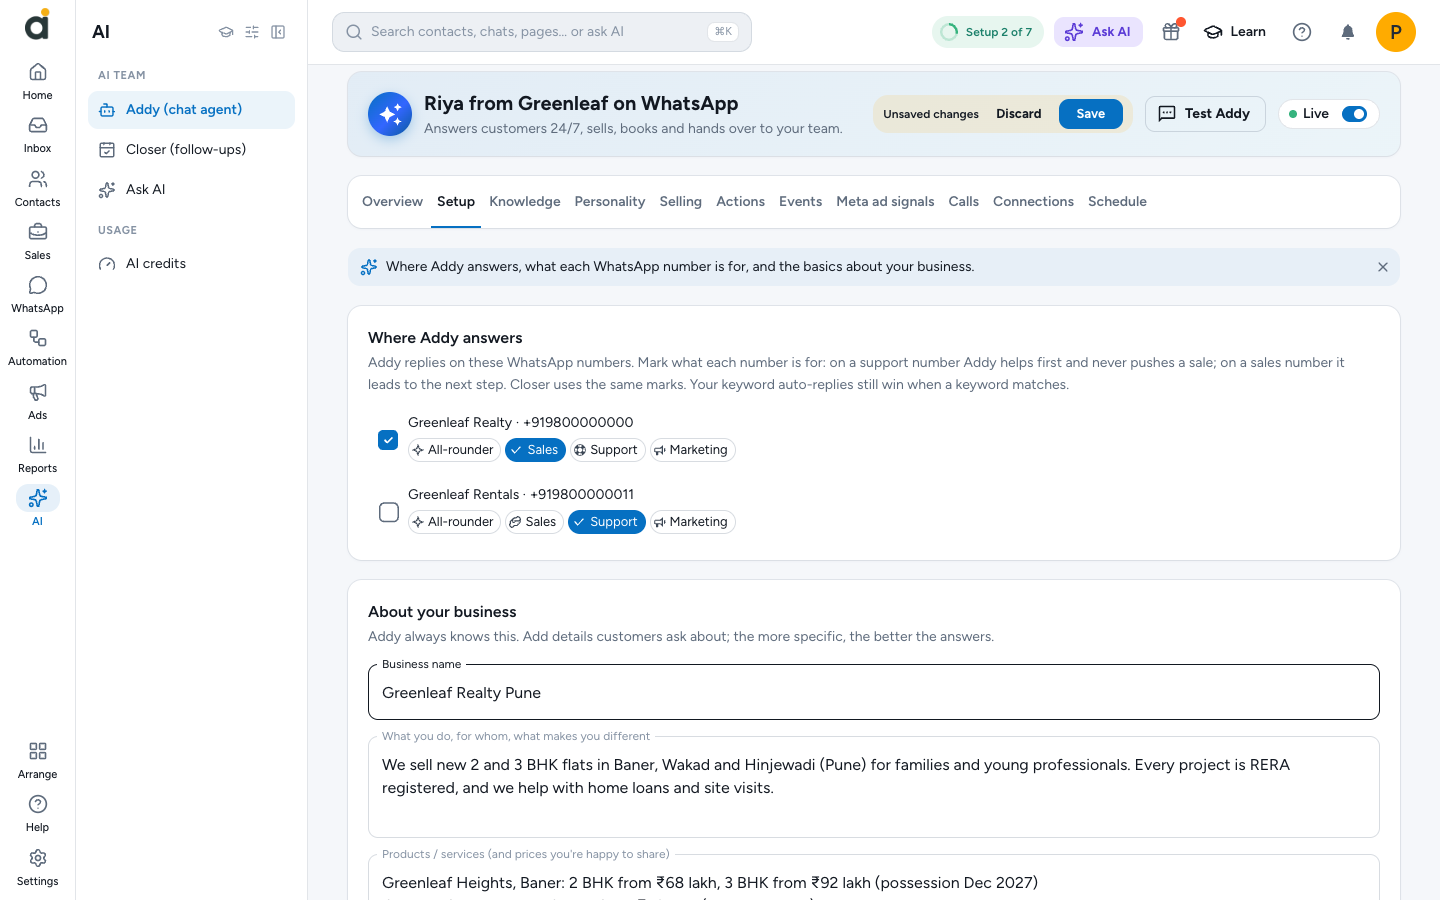 AI
Search contacts, chats, pages... or ask AI
⌘K
Setup 2 of 7
Ask AI
Learn
P
Home
Inbox
Contacts
Sales
WhatsApp
Automation
Ads
Reports
AI
Arrange
Help
Settings
AI TEAM
Addy (chat agent)
Closer (follow-ups)
Ask AI
USAGE
AI credits
Riya from Greenleaf on WhatsApp
Answers customers 24/7, sells, books and hands over to your team.
Unsaved changes
Discard
Save
Test Addy
Live
Overview
Setup
Knowledge
Personality
Selling
Actions
Events
Meta ad signals
Calls
Connections
Schedule
Where Addy answers, what each WhatsApp number is for, and the basics about your business.
Where Addy answers
Addy replies on these WhatsApp numbers. Mark what each number is for: on a support number Addy helps first and never pushes a sale; on a sales number it
leads to the next step. Closer uses the same marks. Your keyword auto-replies still win when a keyword matches.
Greenleaf Realty · +919800000000
All-rounder
Sales
Support
Marketing
Greenleaf Rentals · +919800000011
All-rounder
Sales
Support
Marketing
About your business
Addy always knows this. Add details customers ask about; the more specific, the better the answers.
Business name
Greenleaf Realty Pune
What you do, for whom, what makes you different
We sell new 2 and 3 BHK flats in Baner, Wakad and Hinjewadi (Pune) for families and young professionals. Every project is RERA
registered, and we help with home loans and site visits.
Products / services (and prices you're happy to share)
Greenleaf Heights, Baner: 2 BHK from ₹68 lakh, 3 BHK from ₹92 lakh (possession Dec 2027)